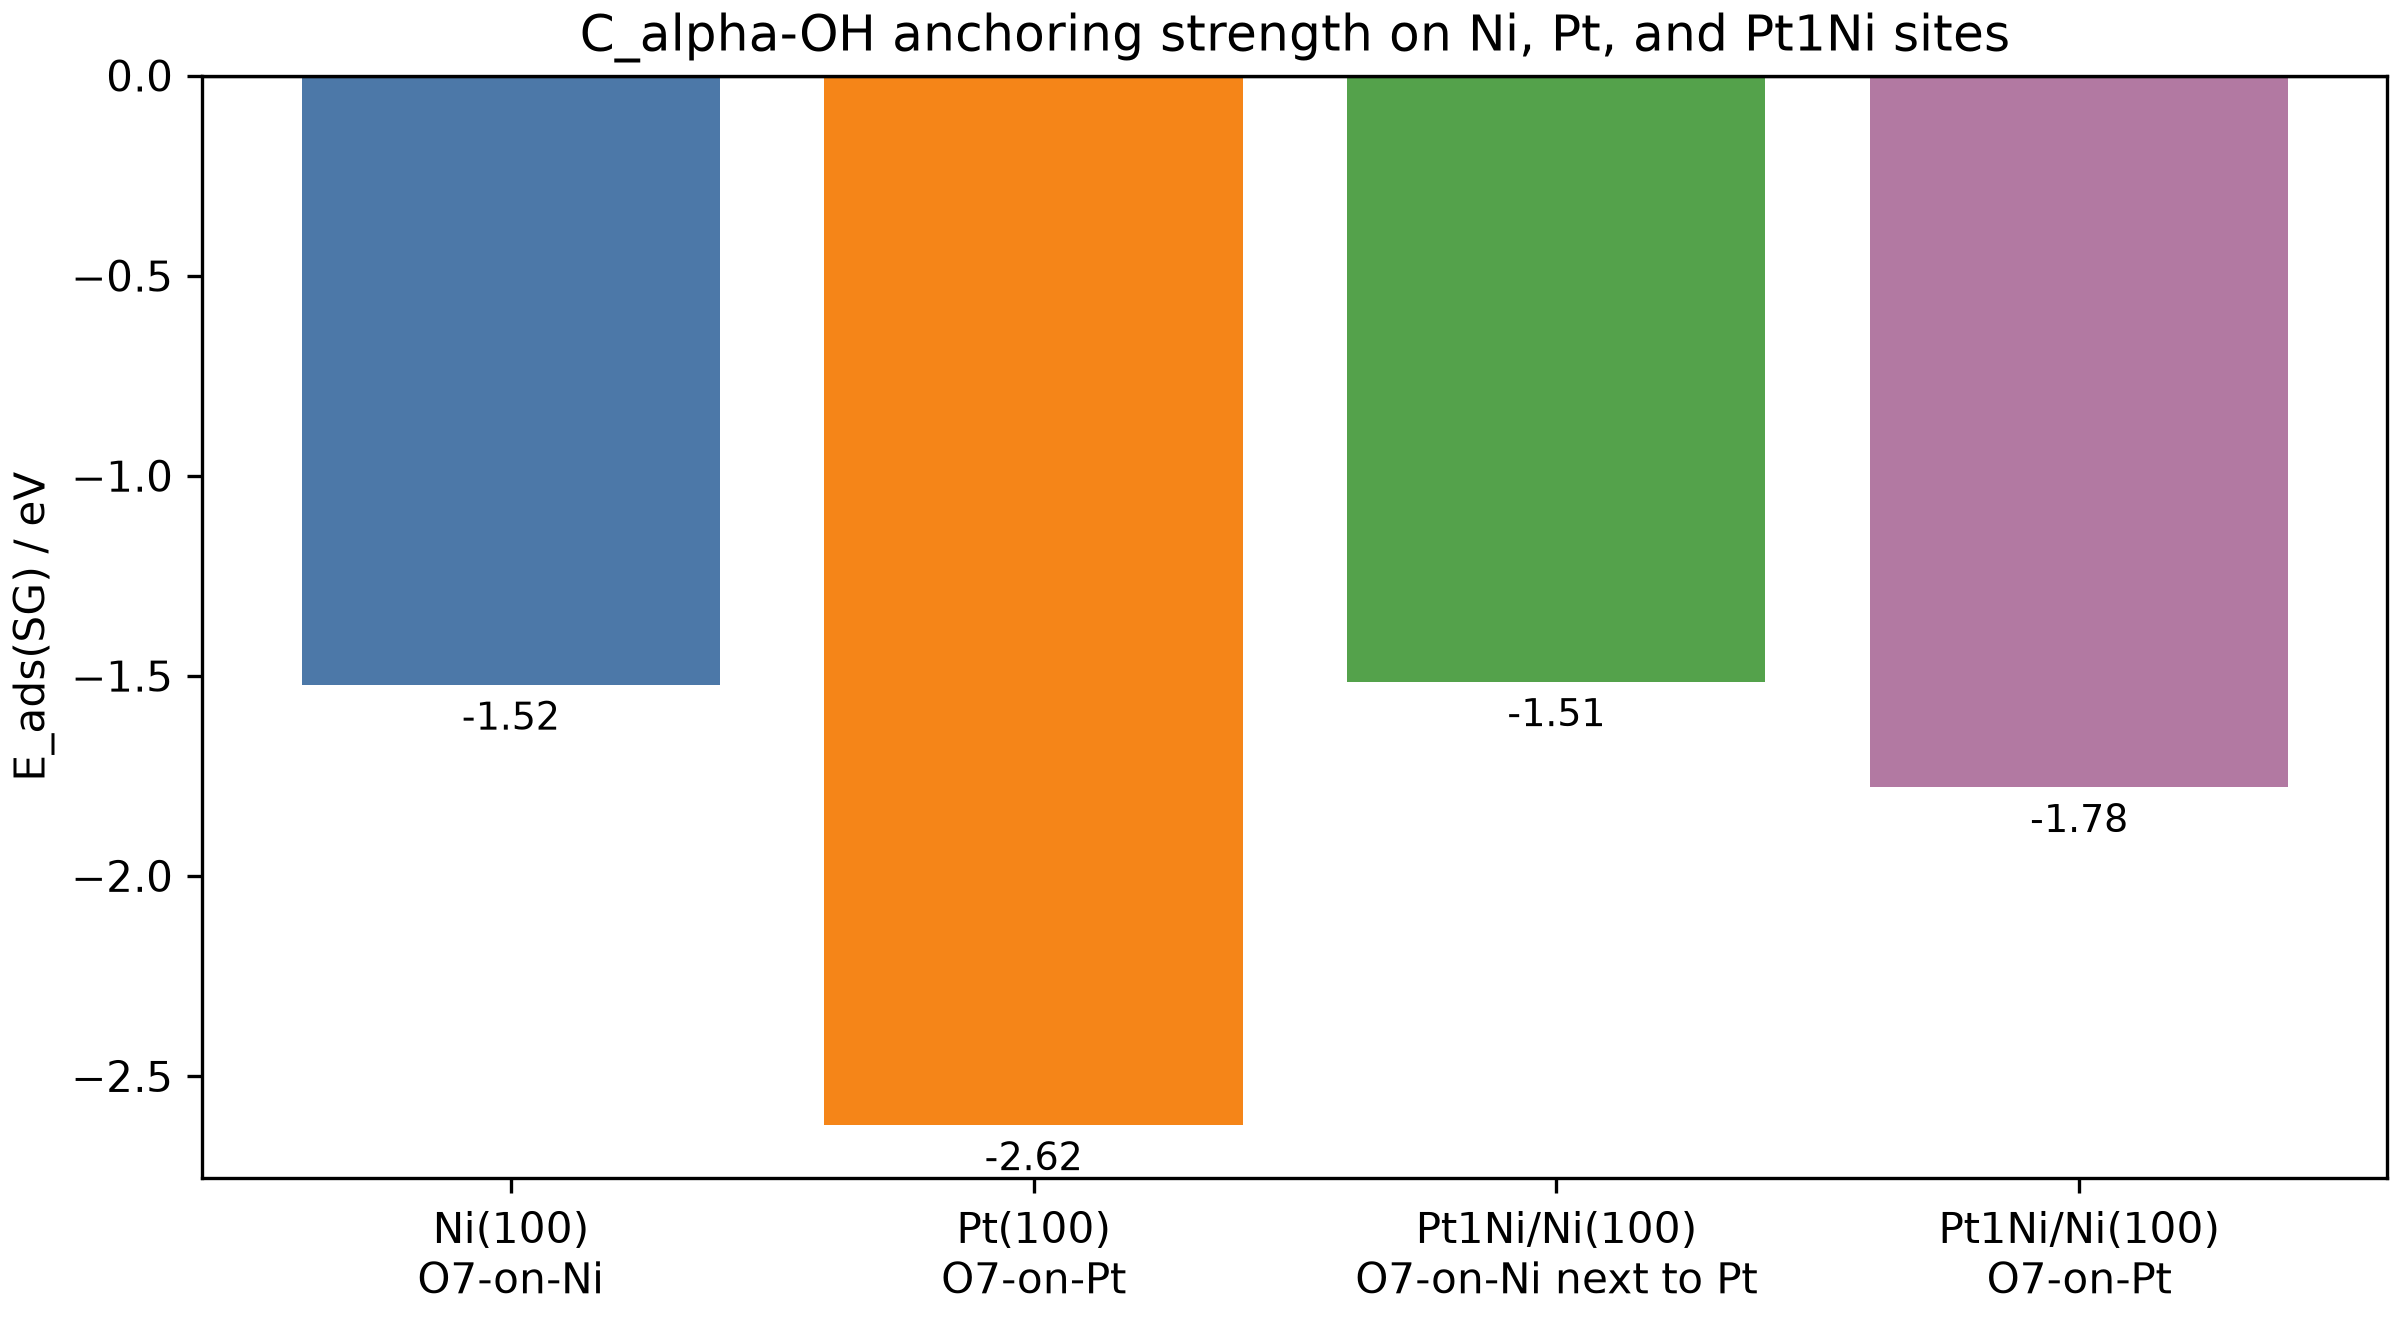 C_alpha-OH anchoring strength on Ni, Pt, and Pt1Ni sites
E_ads(SG) / eV
0.0
−0.5
−1.0
−1.5
−2.0
−2.5
-1.52
-2.62
-1.51
-1.78
Ni(100)
O7-on-Ni
Pt(100)
O7-on-Pt
Pt1Ni/Ni(100)
O7-on-Ni next to Pt
Pt1Ni/Ni(100)
O7-on-Pt